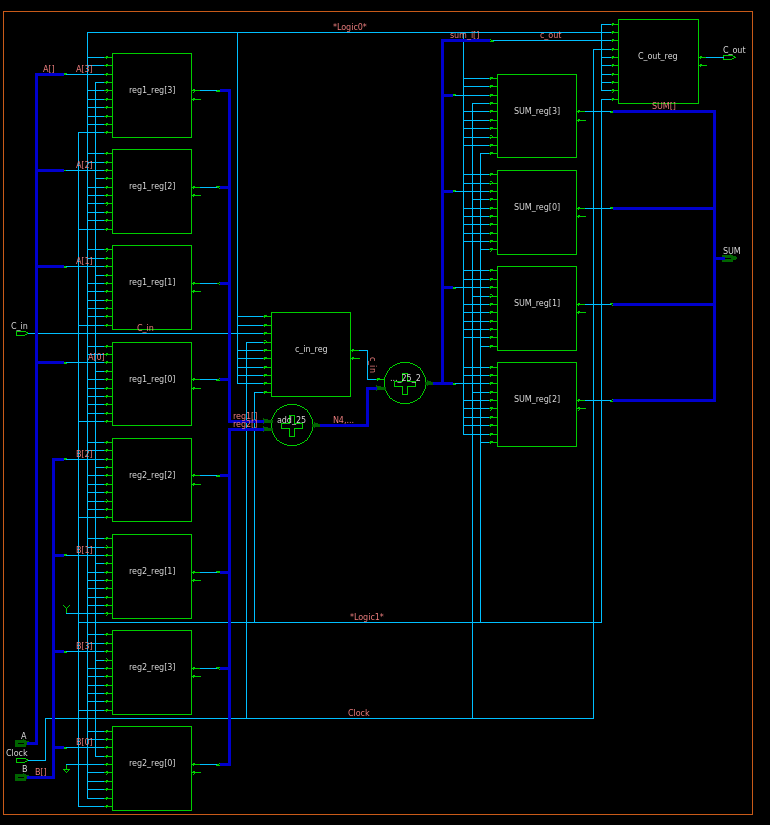 *Logic0*
sum_i[]
c_out
C_out_reg
C_out
A[]
A[3]
reg1_reg[3]
SUM_reg[3]
SUM[]
A[2]
reg1_reg[2]
SUM_reg[0]
SUM
A[1]
reg1_reg[1]
SUM_reg[1]
C_in
C_in
c_in_reg
A[0]
c_in
reg1_reg[0]
SUM_reg[2]
reg1[]
reg2[]
add_25
N4,...
B[2]
reg2_reg[2]
B[1]
reg2_reg[1]
*Logic1*
B[3]
reg2_reg[3]
Clock
A
B[0]
Clock
reg2_reg[0]
B
B[]